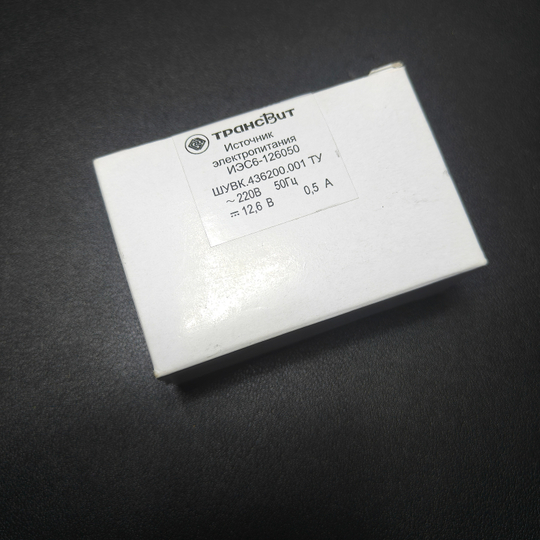 ТрансВит
Источник
электропитания
ИЭС6-126050
ШУВК.436200.001 ТУ
~ 220В 50Гц
⎓ 12,6 В 0,5 А